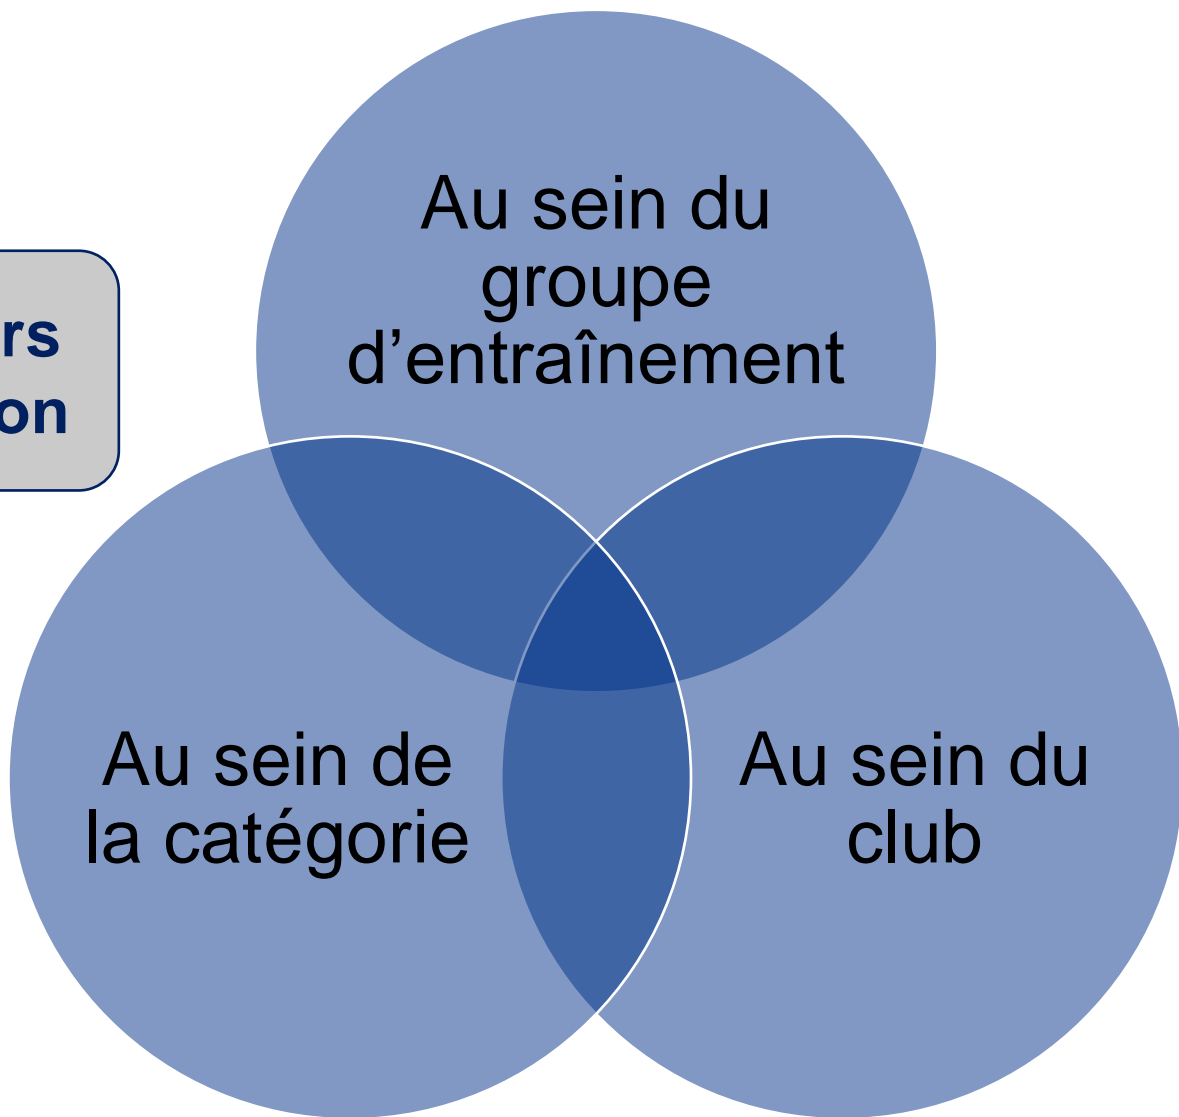 Au sein du
groupe
d’entraînement
rs
on
Au sein de
la catégorie
Au sein du
club